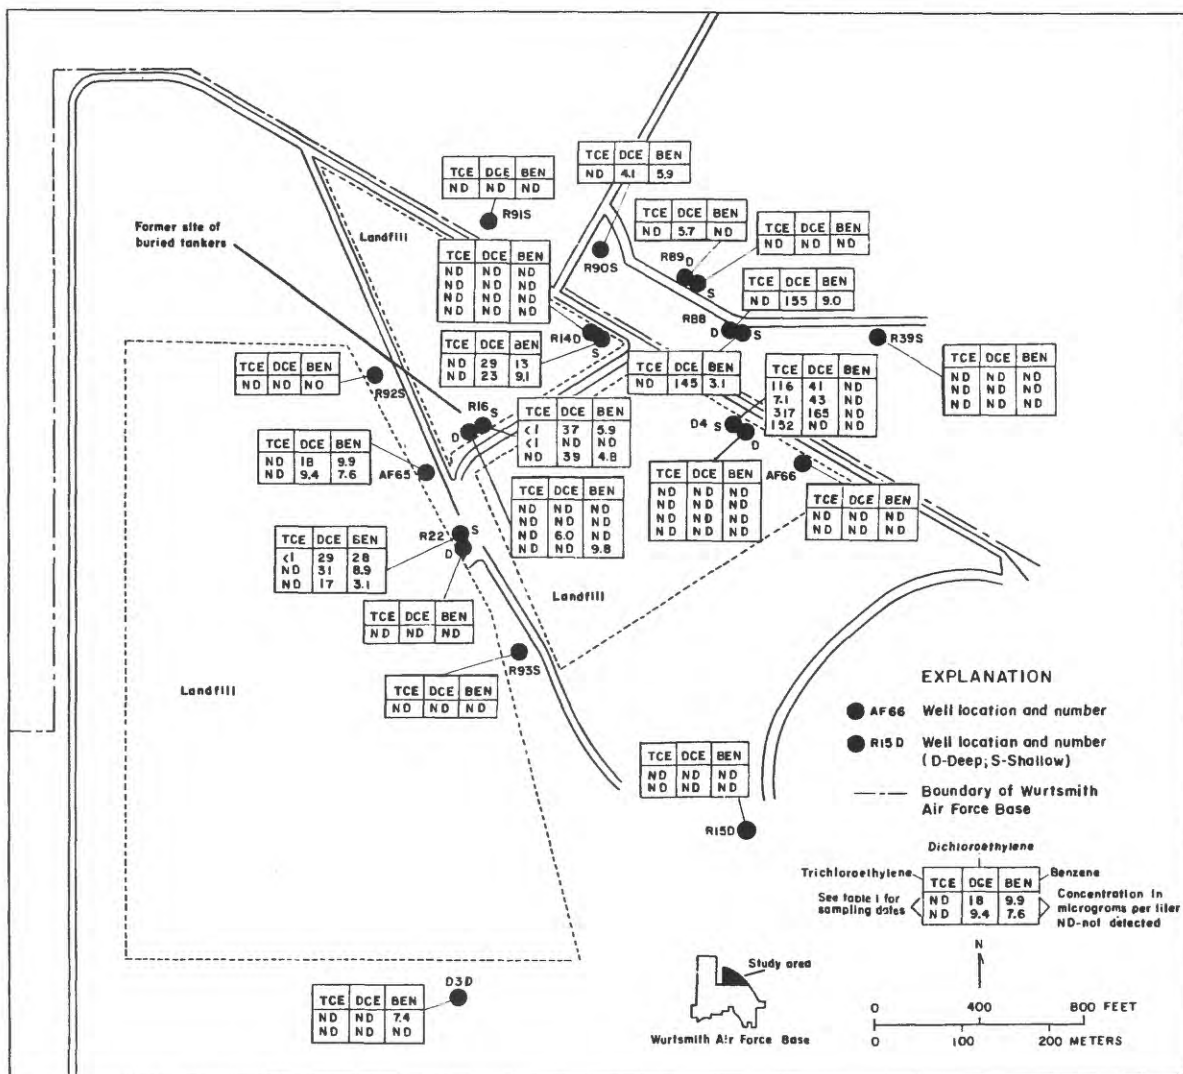 TCE DCE BEN
ND 4.1 5.9
TCE DCE BEN
ND ND ND
R91S
TCE DCE BEN
ND 5.7 ND
TCE DCE BEN
ND ND ND
Former site
of
buried tankers
Landfill
R90S
R89 D
S
TCE DCE BEN
ND ND ND
ND ND ND
ND ND ND
ND ND ND
TCE DCE BEN
ND 155 9.0
R88
D S
R14D
S
R39S
TCE DCE BEN
ND 29 13
ND 23 9.1
TCE DCE BEN
ND ND NO
R92S
TCE DCE BEN
ND 145 3.1
TCE DCE BEN
116 41 ND
7.1 43 ND
317 165 ND
152 ND ND
TCE DCE BEN
ND ND ND
ND ND ND
ND ND ND
R16 S
D
TCE DCE BEN
<1 37 5.9
<1 ND ND
ND 39 4.8
D4 S
D
TCE DCE BEN
ND 18 9.9
ND 9.4 7.6
AF65
AF66
TCE DCE BEN
ND ND ND
ND ND ND
ND ND ND
ND ND ND
TCE DCE BEN
ND ND ND
ND ND ND
TCE DCE BEN
ND ND ND
ND ND ND
ND 6.0 ND
ND ND 9.8
R22 S
D
TCE DCE BEN
<1 29 28
ND 31 8.9
ND 17 3.1
TCE DCE BEN
ND ND ND
Landfill
R93S
TCE DCE BEN
ND ND ND
Landfill
EXPLANATION
AF66 Well location and number
R15D Well location and number
(D-Deep; S-Shallow)
Boundary of Wurtsmith
Air Force Base
TCE DCE BEN
ND ND ND
ND ND ND
R15D
Dichloroethylene
Trichloroethylene
Benzene
TCE DCE BEN
ND 18 9.9
ND 9.4 7.6
See table 1 for
sampling dates
Concentration in
micrograms per liter
ND-not detected
N
Study area
Wurtsmith Air Force Base
0 400 800 FEET
0 100 200 METERS
D3D
TCE DCE BEN
ND ND 7.4
ND ND ND